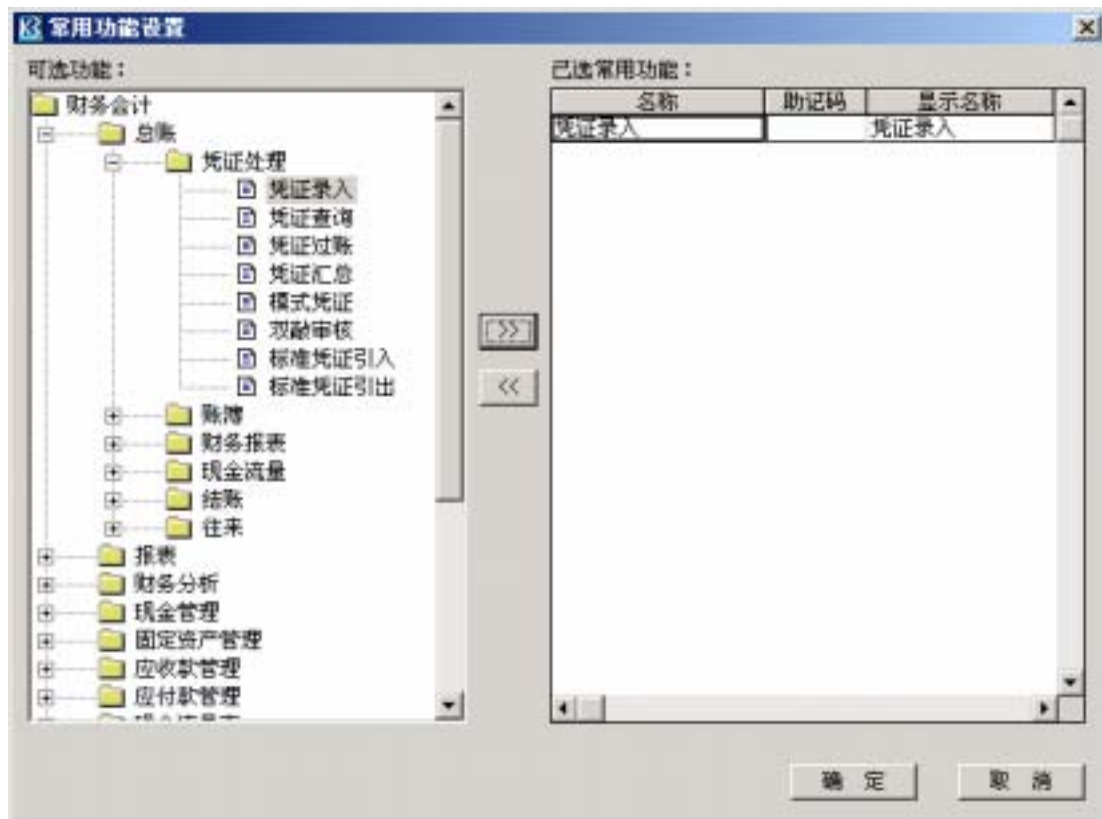 K3 常用功能设置
可选功能：
财务会计
总账
凭证处理
凭证录入
凭证查询
凭证过账
凭证汇总
模式凭证
双敲审核
标准凭证引入
标准凭证引出
账簿
财务报表
现金流量
结账
往来
报表
财务分析
现金管理
固定资产管理
应收款管理
应付款管理
>>
<<
已选常用功能：
名称 助记码 显示名称
凭证录入 凭证录入
确 定 取 消